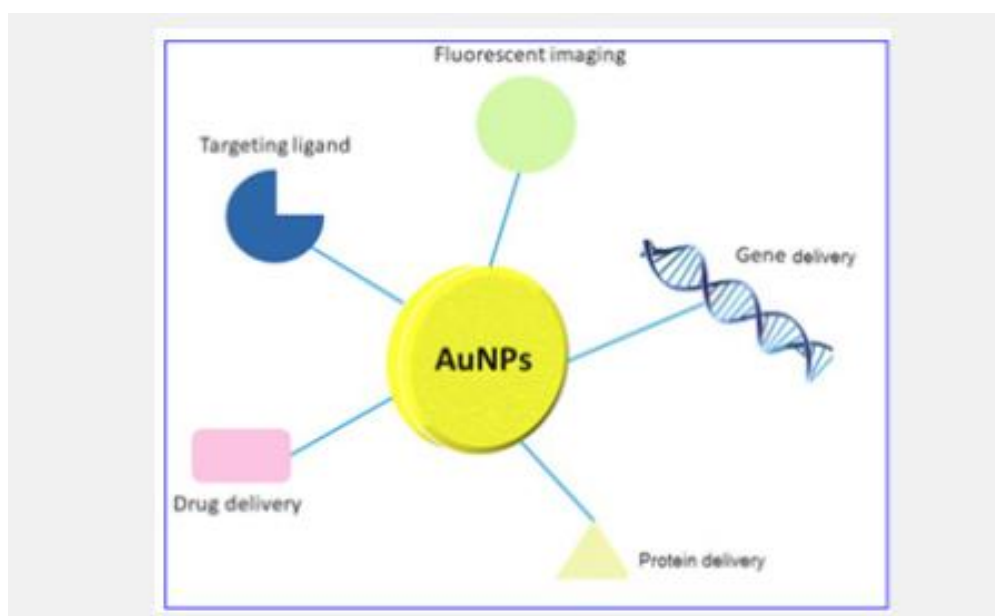 Fluorescent imaging
Targeting ligand
Gene delivery
AuNPs
Drug delivery
Protein delivery